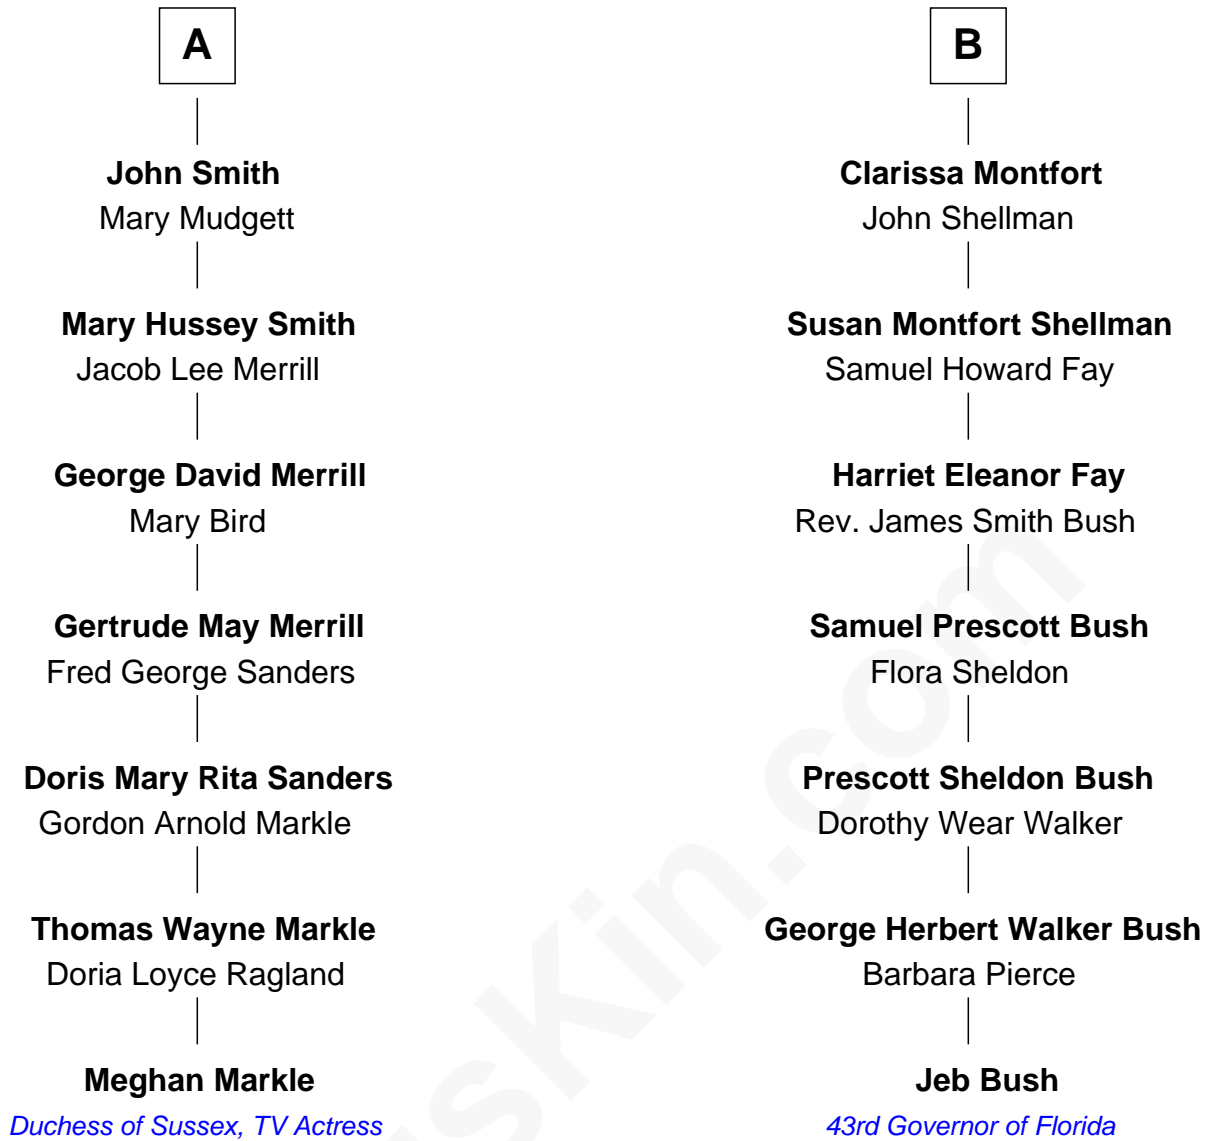 A
John Smith
Mary Mudgett
Mary Hussey Smith
Jacob Lee Merrill
George David Merrill
Mary Bird
Gertrude May Merrill
Fred George Sanders
Doris Mary Rita Sanders
Gordon Arnold Markle
Thomas Wayne Markle
Doria Loyce Ragland
Meghan Markle
Duchess of Sussex, TV Actress
B
Clarissa Montfort
John Shellman
Susan Montfort Shellman
Samuel Howard Fay
Harriet Eleanor Fay
Rev. James Smith Bush
Samuel Prescott Bush
Flora Sheldon
Prescott Sheldon Bush
Dorothy Wear Walker
George Herbert Walker Bush
Barbara Pierce
Jeb Bush
43rd Governor of Florida